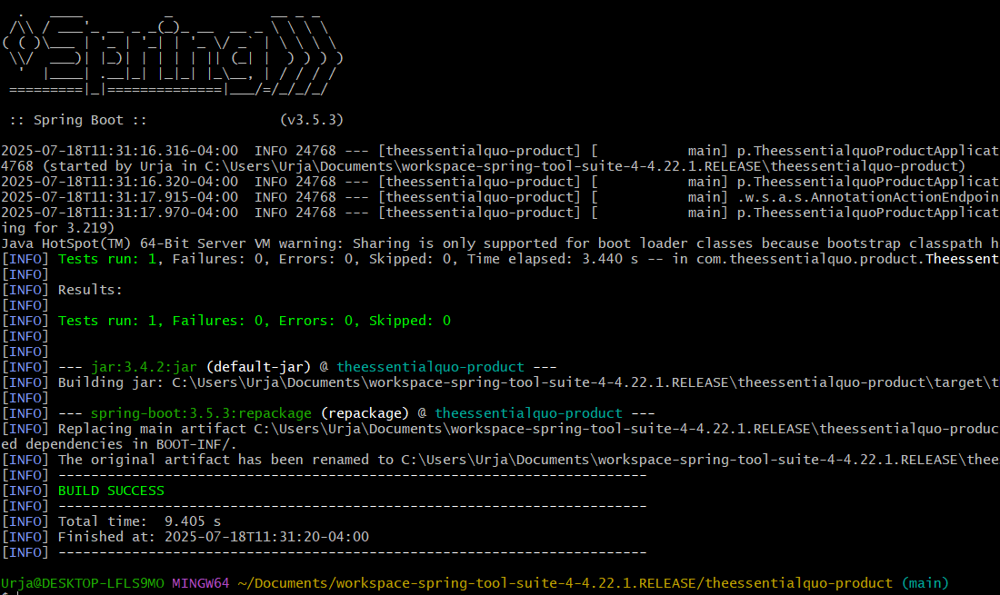 .   ____          _            __ _ _
 /\\ / ___'_ __ _ _(_)_ __  __ _ \ \ \ \
( ( )\___ | '_ | '_| | '_ \/ _` | \ \ \ \
 \\/  ___)| |_)| | | | | || (_| |  ) ) ) )
  '  |____| .__|_| |_|_| |_\__, | / / / /
 =========|_|==============|___/=/_/_/_/

 :: Spring Boot ::                (v3.5.3)

2025-07-18T11:31:16.316-04:00  INFO 24768 --- [theessentialquo-product] [           main] p.TheessentialquoProductApplicat
4768 (started by Urja in C:\Users\Urja\Documents\workspace-spring-tool-suite-4-4.22.1.RELEASE\theessentialquo-product)
2025-07-18T11:31:16.320-04:00  INFO 24768 --- [theessentialquo-product] [           main] p.TheessentialquoProductApplicat
2025-07-18T11:31:17.915-04:00  INFO 24768 --- [theessentialquo-product] [           main] .w.s.a.s.AnnotationActionEndpoin
2025-07-18T11:31:17.970-04:00  INFO 24768 --- [theessentialquo-product] [           main] p.TheessentialquoProductApplicat
ing for 3.219)
Java HotSpot(TM) 64-Bit Server VM warning: Sharing is only supported for boot loader classes because bootstrap classpath h
[INFO] Tests run: 1, Failures: 0, Errors: 0, Skipped: 0, Time elapsed: 3.440 s -- in com.theessentialquo.product.Theessent
[INFO]
[INFO] Results:
[INFO]
[INFO] Tests run: 1, Failures: 0, Errors: 0, Skipped: 0
[INFO]
[INFO]
[INFO] --- jar:3.4.2:jar (default-jar) @ theessentialquo-product ---
[INFO] Building jar: C:\Users\Urja\Documents\workspace-spring-tool-suite-4-4.22.1.RELEASE\theessentialquo-product\target\t
[INFO]
[INFO] --- spring-boot:3.5.3:repackage (repackage) @ theessentialquo-product ---
[INFO] Replacing main artifact C:\Users\Urja\Documents\workspace-spring-tool-suite-4-4.22.1.RELEASE\theessentialquo-produc
ed dependencies in BOOT-INF/.
[INFO] The original artifact has been renamed to C:\Users\Urja\Documents\workspace-spring-tool-suite-4-4.22.1.RELEASE\thee
[INFO] ------------------------------------------------------------------------
[INFO] BUILD SUCCESS
[INFO] ------------------------------------------------------------------------
[INFO] Total time:  9.405 s
[INFO] Finished at: 2025-07-18T11:31:20-04:00
[INFO] ------------------------------------------------------------------------

Urja@DESKTOP-LFLS9MO MINGW64 ~/Documents/workspace-spring-tool-suite-4-4.22.1.RELEASE/theessentialquo-product (main)